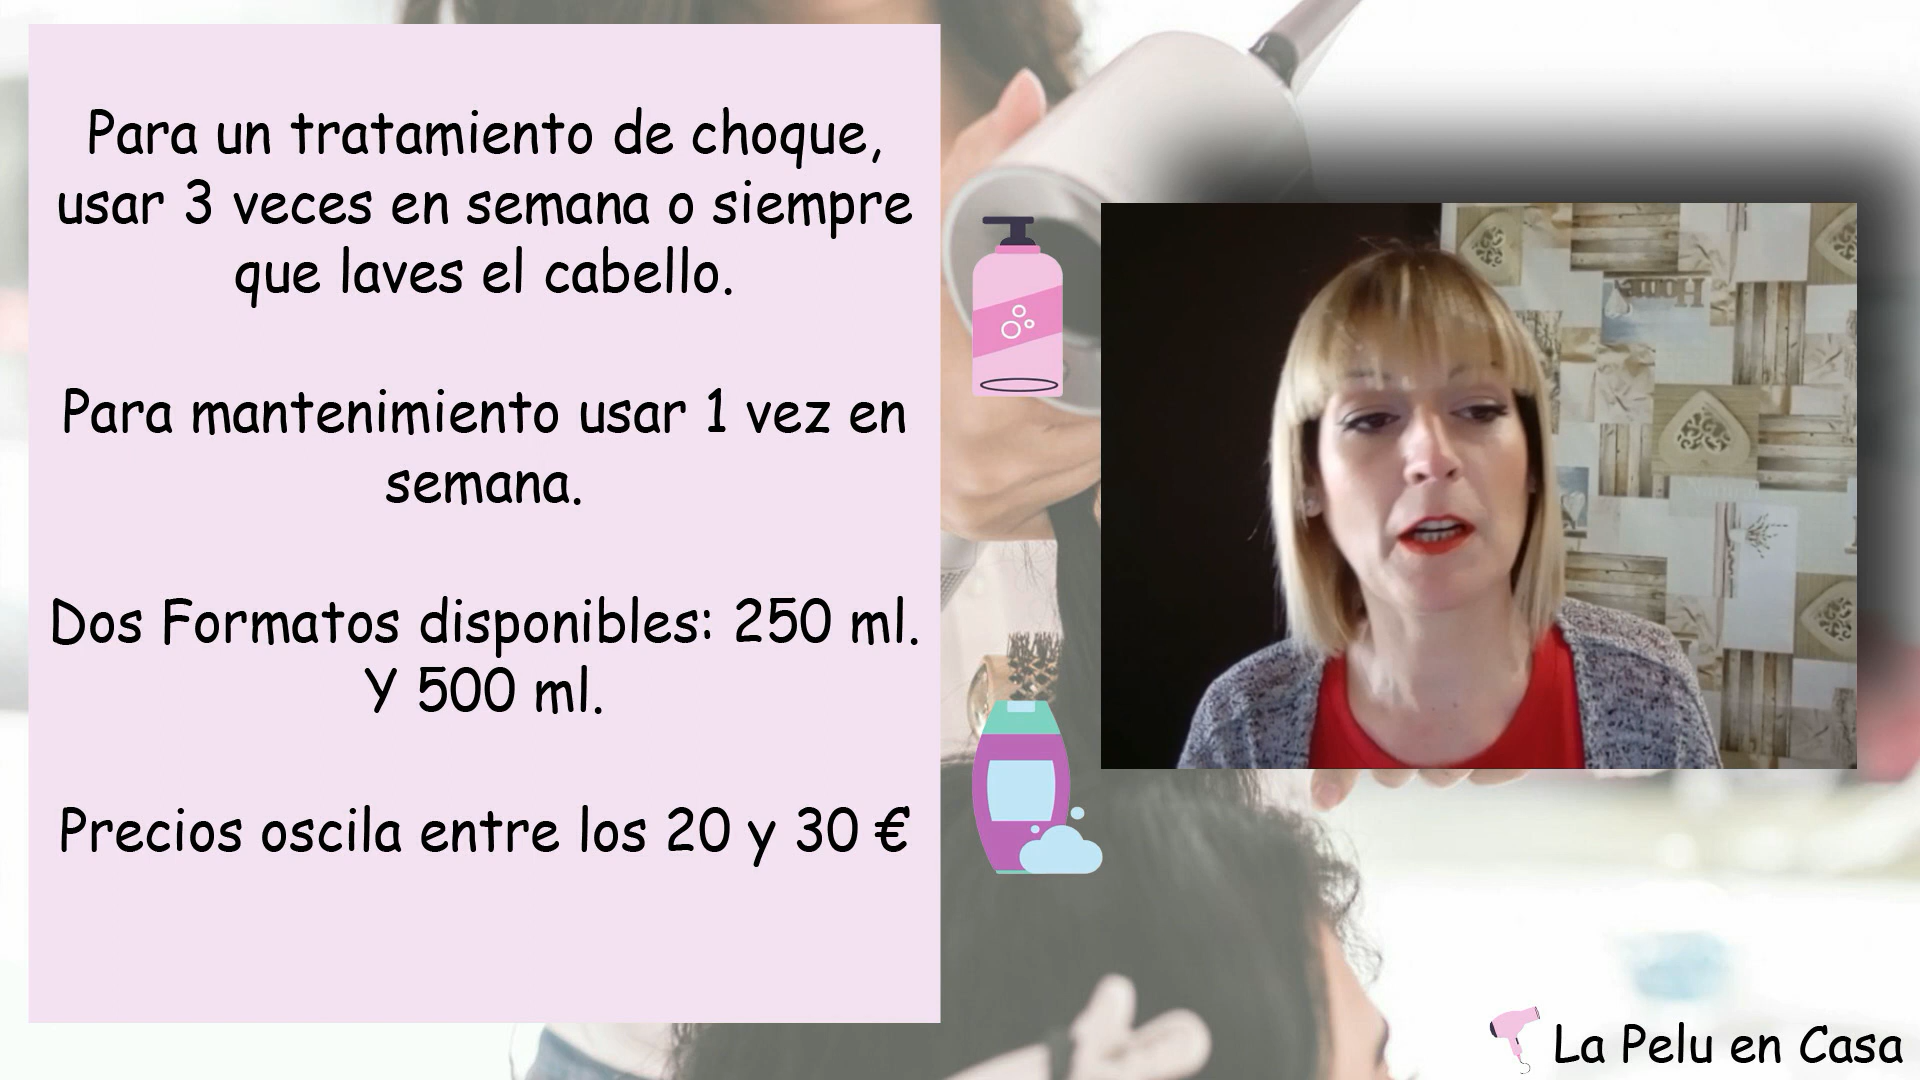 Para un tratamiento de choque,
usar 3 veces en semana o siempre
que laves el cabello.
Para mantenimiento usar 1 vez en
semana.
Dos Formatos disponibles: 250 ml.
Y 500 ml.
Precios oscila entre los 20 y 30 €
La Pelu en Casa